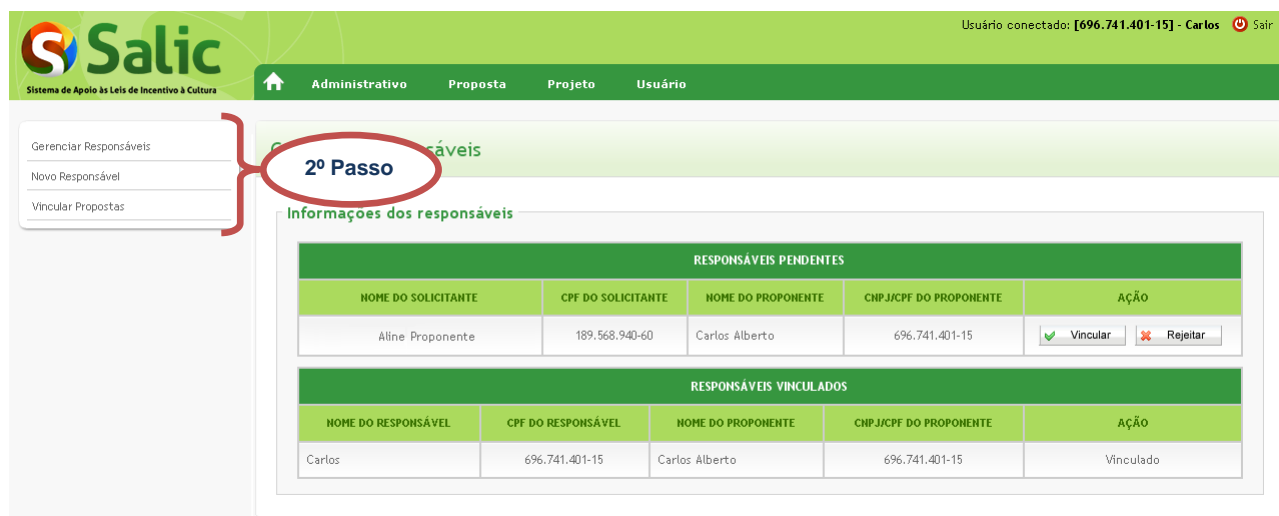 Usuário conectado: [696.741.401-15] - Carlos Sair
Salic
Sistema de Apoio às Leis de Incentivo à Cultura
Administrativo Proposta Projeto Usuário
Gerenciar Responsáveis
Novo Responsável
Vincular Propostas
2º Passo
Informações dos responsáveis
RESPONSÁVEIS PENDENTES
NOME DO SOLICITANTE CPF DO SOLICITANTE NOME DO PROPONENTE CNPJ/CPF DO PROPONENTE AÇÃO
Aline Proponente 189.568.940-60 Carlos Alberto 696.741.401-15 Vincular Rejeitar
RESPONSÁVEIS VINCULADOS
NOME DO RESPONSÁVEL CPF DO RESPONSÁVEL NOME DO PROPONENTE CNPJ/CPF DO PROPONENTE AÇÃO
Carlos 696.741.401-15 Carlos Alberto 696.741.401-15 Vinculado